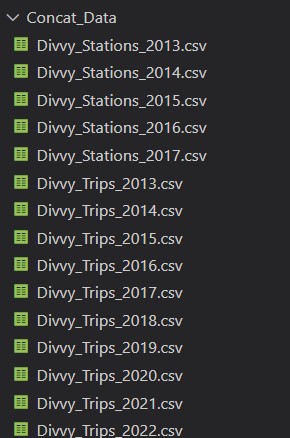 Concat_Data
Divvy_Stations_2013.csv
Divvy_Stations_2014.csv
Divvy_Stations_2015.csv
Divvy_Stations_2016.csv
Divvy_Stations_2017.csv
Divvy_Trips_2013.csv
Divvy_Trips_2014.csv
Divvy_Trips_2015.csv
Divvy_Trips_2016.csv
Divvy_Trips_2017.csv
Divvy_Trips_2018.csv
Divvy_Trips_2019.csv
Divvy_Trips_2020.csv
Divvy_Trips_2021.csv
Divvy_Trips_2022.csv